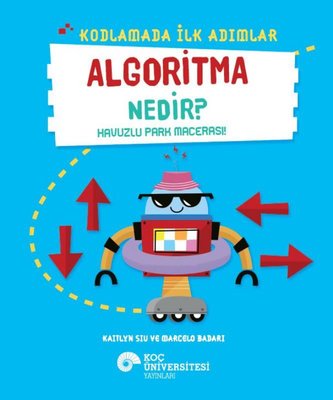 KODLAMADA İLK ADIMLAR
ALGORİTMA
NEDİR?
HAVUZLU PARK MACERASI!
KAITLYN SIU VE MARCELO BADARI
KOÇ
ÜNİVERSİTESİ
YAYINLARI